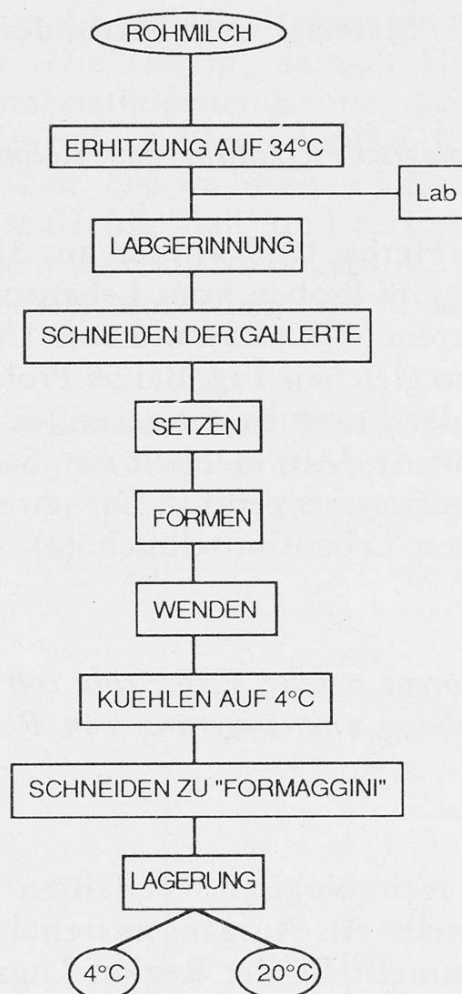 ROHMILCH
ERHITZUNG AUF 34°C
Lab
LABGERINNUNG
SCHNEIDEN DER GALLERTE
SETZEN
FORMEN
WENDEN
KUEHLEN AUF 4°C
SCHNEIDEN ZU "FORMAGGINI"
LAGERUNG
4°C 20°C